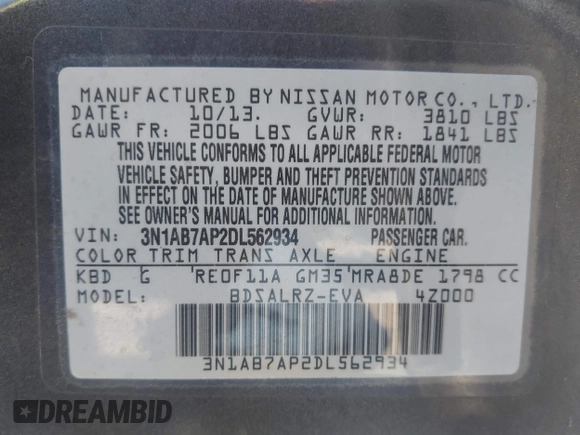 MANUFACTURED BY NISSAN MOTOR CO., LTD.
DATE: 10/13. GVWR: 3810 LBS
GAWR FR: 2006 LBS GAWR RR: 1841 LBS
THIS VEHICLE CONFORMS TO ALL APPLICABLE FEDERAL MOTOR
VEHICLE SAFETY, BUMPER AND THEFT PREVENTION STANDARDS
IN EFFECT ON THE DATE OF MANUFACTURE SHOWN ABOVE.
SEE OWNER'S MANUAL FOR ADDITIONAL INFORMATION.
VIN: 3N1AB7AP2DL562934 PASSENGER CAR.
COLOR TRIM TRANS AXLE ENGINE
KBD G 'RE0F11A GM35'MRA8DE 1798 CC
MODEL: BDSALRZ-EVA 4Z000
3N1AB7AP2DL562934
DREAMBID